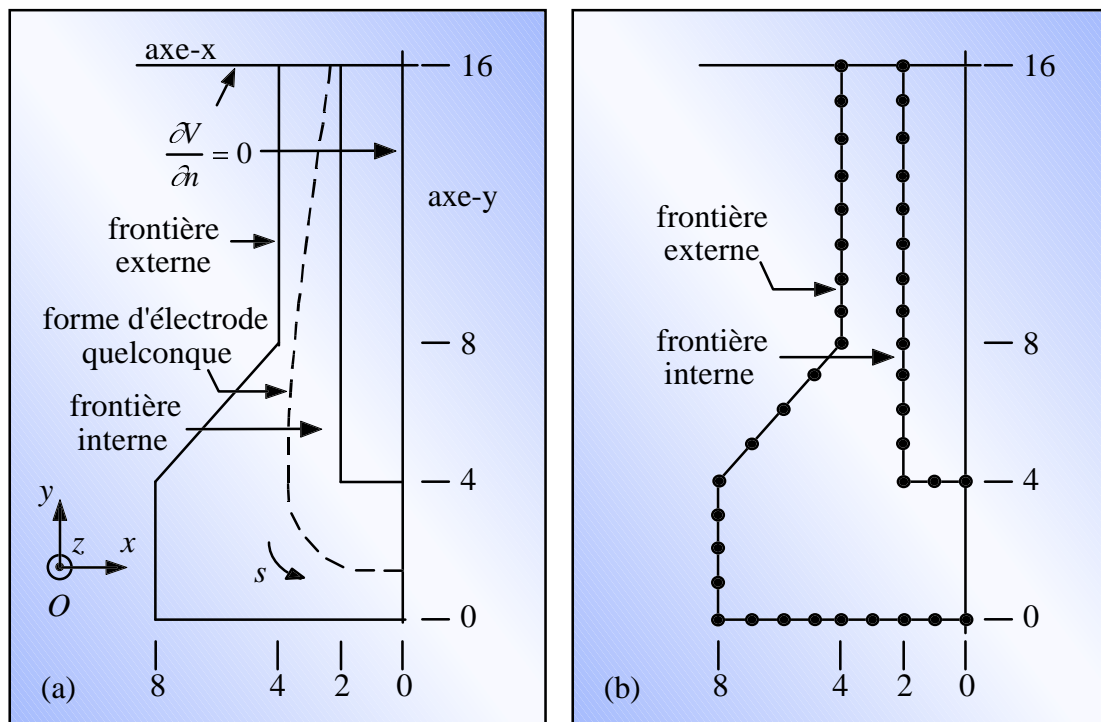 axe-x
16
∂V
∂n
= 0
axe-y
frontière
externe
forme d'électrode
quelconque
frontière
interne
8
4
0
y
z
x
O
s
8
4
2
0
(a)
16
frontière
externe
frontière
interne
8
4
0
8
4
2
0
(b)